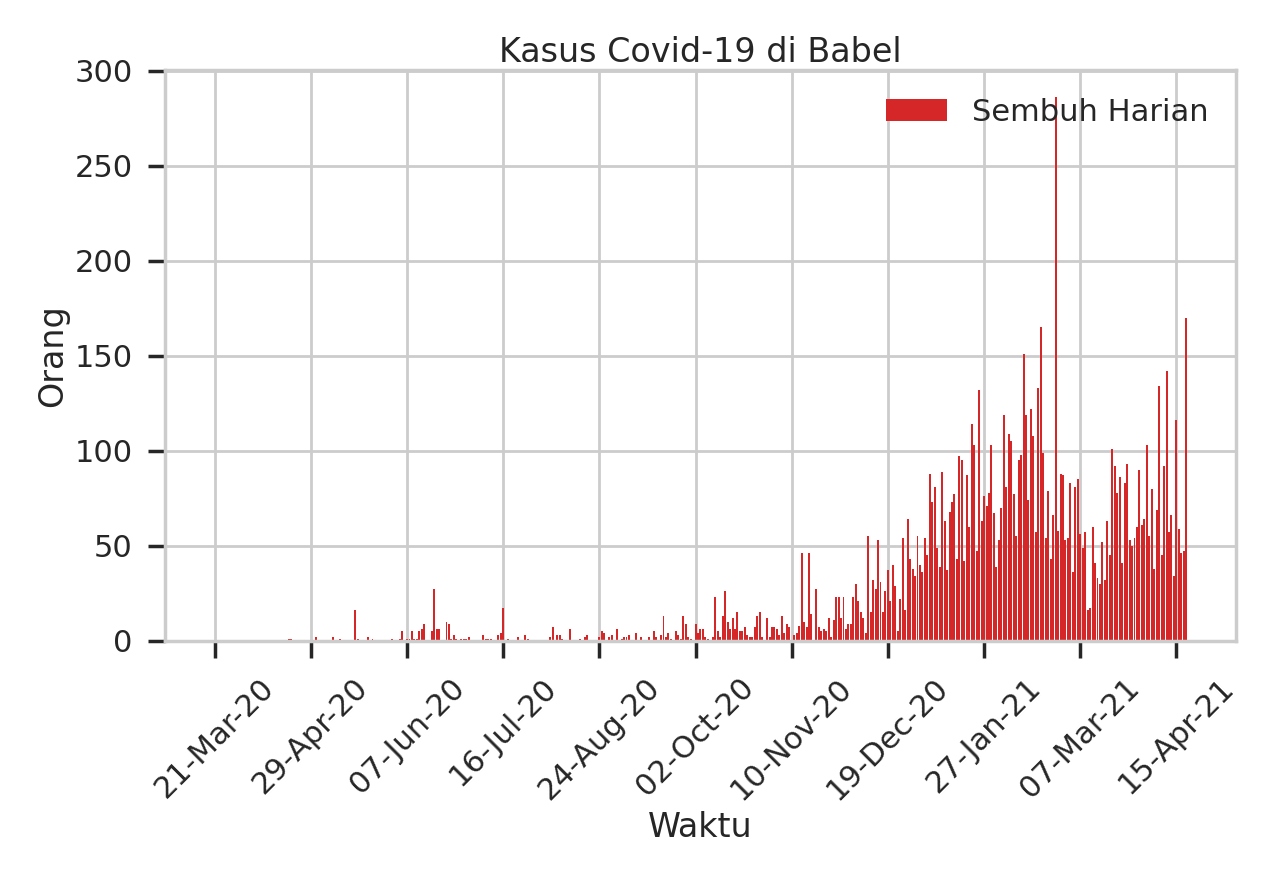 Kasus Covid-19 di Babel
Sembuh Harian
Orang
300
250
200
150
100
50
0
21-Mar-20
29-Apr-20
07-Jun-20
16-Jul-20
24-Aug-20
02-Oct-20
10-Nov-20
19-Dec-20
27-Jan-21
07-Mar-21
15-Apr-21
Waktu